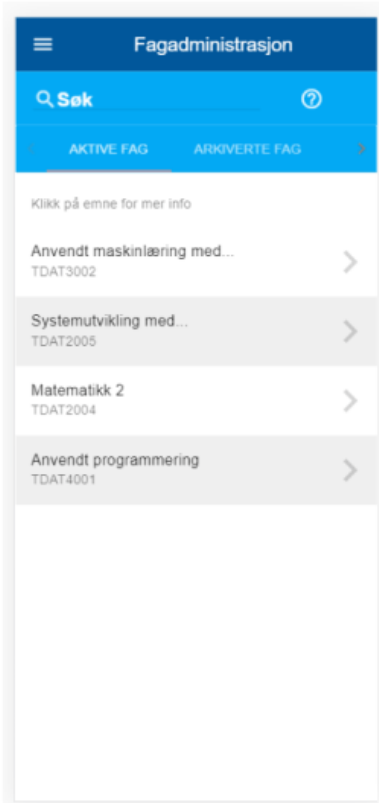 Fagadministrasjon
Søk
AKTIVE FAG ARKIVERTE FAG
Klikk på emne for mer info
Anvendt maskinlæring med...
TDAT3002
Systemutvikling med...
TDAT2005
Matematikk 2
TDAT2004
Anvendt programmering
TDAT4001